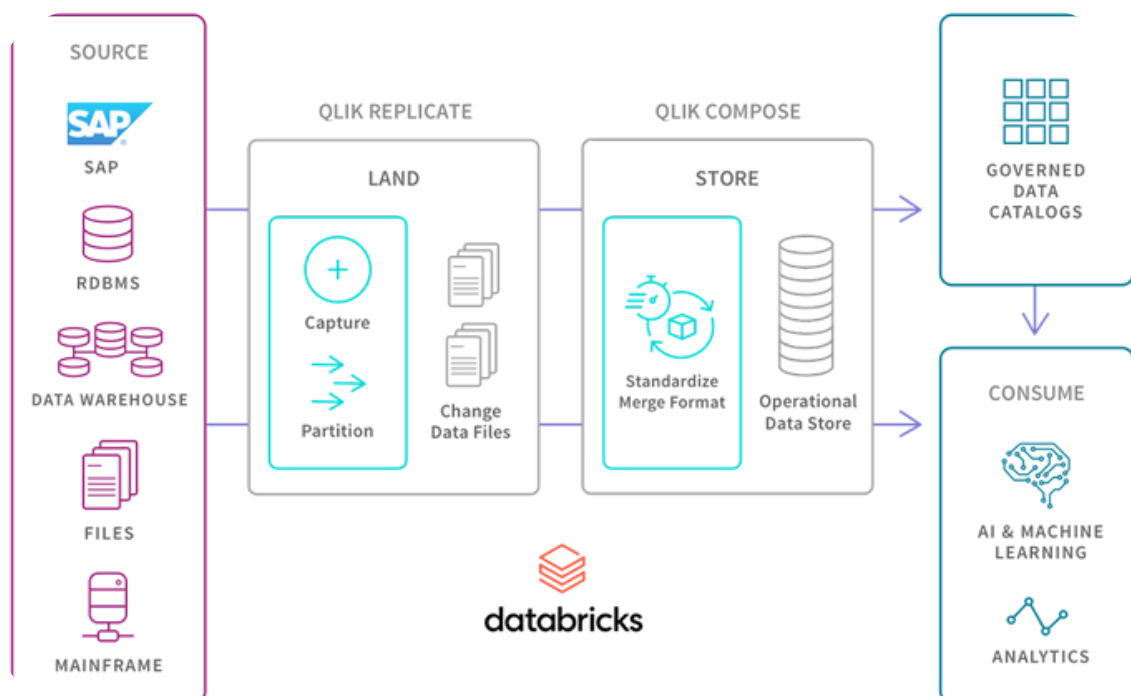 SOURCE
SAP
SAP
RDBMS
DATA WAREHOUSE
FILES
MAINFRAME
QLIK REPLICATE
LAND
Capture
Partition
Change
Data Files
QLIK COMPOSE
STORE
Standardize
Merge Format
Operational
Data Store
databricks
GOVERNED
DATA
CATALOGS
CONSUME
AI & MACHINE
LEARNING
ANALYTICS